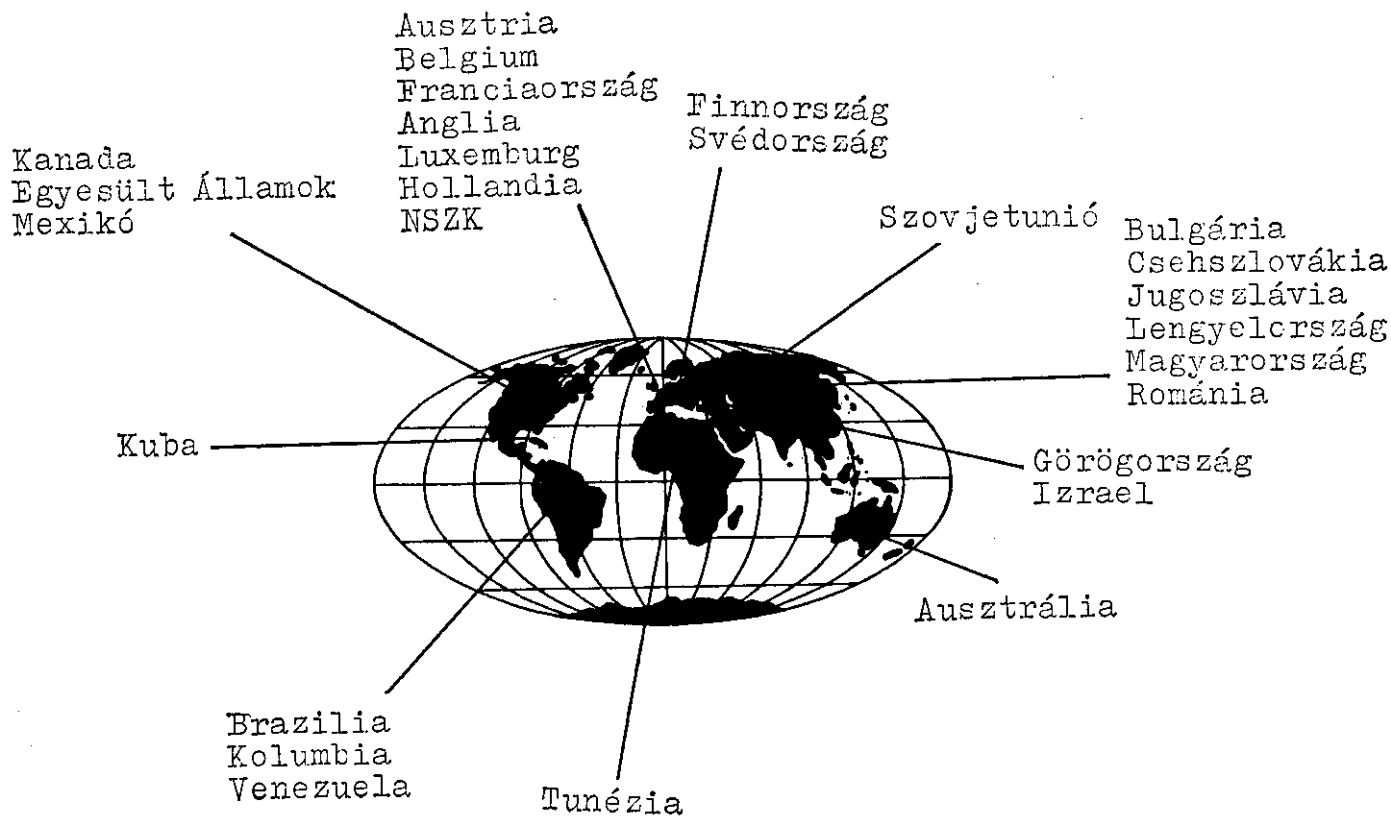 Ausztria
Belgium
Franciaország
Anglia
Luxemburg
Hollandia
NSZK
Finnország
Svédország
Kanada
Egyesült Államok
Mexikó
Szovjetunió
Bulgária
Csehszlovákia
Jugoszlávia
Lengyelország
Magyarország
Románia
Kuba
Görögország
Izrael
Ausztrália
Brazilia
Kolumbia
Venezuela
Tunézia